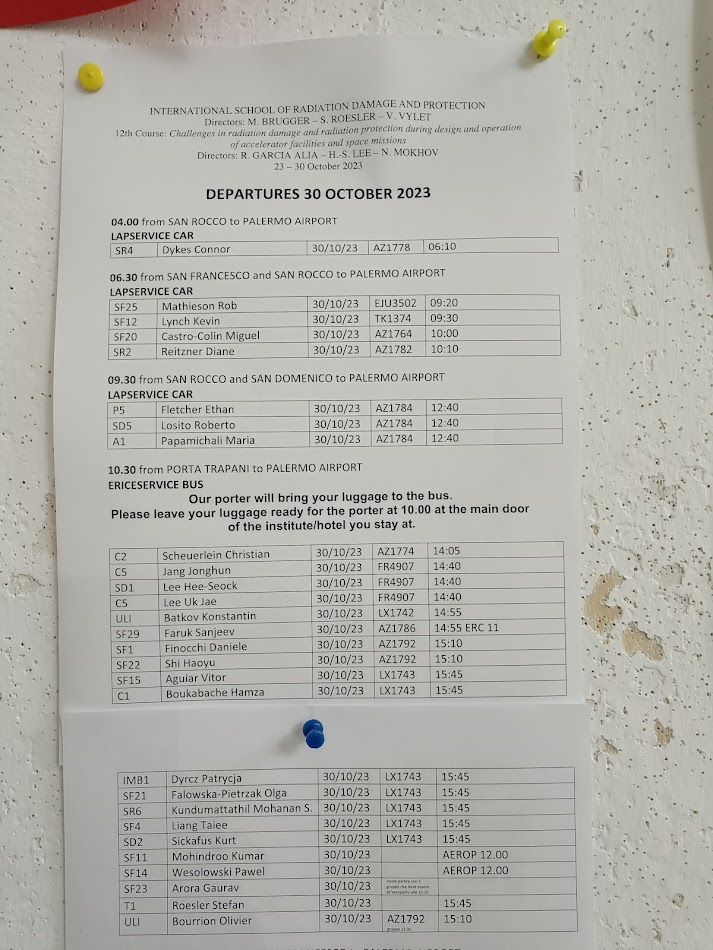 INTERNATIONAL SCHOOL OF RADIATION DAMAGE AND PROTECTION
Directors: M. BRUGGER – S. ROESLER – V. VYLET
12th Course: Challenges in radiation damage and radiation protection during design and operation
of accelerator facilities and space missions
Directors: R. GARCIA ALIA – H.-S. LEE – N. MOKHOV
23 – 30 October 2023
DEPARTURES 30 OCTOBER 2023
04.00 from SAN ROCCO to PALERMO AIRPORT
LAPSERVICE CAR
SR4 Dykes Connor 30/10/23 AZ1778 06:10
06.30 from SAN FRANCESCO and SAN ROCCO to PALERMO AIRPORT
LAPSERVICE CAR
SF25 Mathieson Rob 30/10/23 EJU3502 09:20
SF12 Lynch Kevin 30/10/23 TK1374 09:30
SF20 Castro-Colin Miguel 30/10/23 AZ1764 10:00
SR2 Reitzner Diane 30/10/23 AZ1782 10:10
09.30 from SAN ROCCO and SAN DOMENICO to PALERMO AIRPORT
LAPSERVICE CAR
P5 Fletcher Ethan 30/10/23 AZ1784 12:40
SD5 Losito Roberto 30/10/23 AZ1784 12:40
A1 Papamichali Maria 30/10/23 AZ1784 12:40
10.30 from PORTA TRAPANI to PALERMO AIRPORT
ERICESERVICE BUS
Our porter will bring your luggage to the bus.
Please leave your luggage ready for the porter at 10.00 at the main door
of the institute/hotel you stay at.
C2 Scheuerlein Christian 30/10/23 AZ1774 14:05
C5 Jang Jonghun 30/10/23 FR4907 14:40
SD1 Lee Hee-Seock 30/10/23 FR4907 14:40
C5 Lee Uk Jae 30/10/23 FR4907 14:40
ULI Batkov Konstantin 30/10/23 LX1742 14:55
SF29 Faruk Sanjeev 30/10/23 AZ1786 14:55 ERC 11
SF1 Finocchi Daniele 30/10/23 AZ1792 15:10
SF22 Shi Haoyu 30/10/23 AZ1792 15:10
SF15 Aguiar Vitor 30/10/23 LX1743 15:45
C1 Boukabache Hamza 30/10/23 LX1743 15:45
IMB1 Dyrcz Patrycja 30/10/23 LX1743 15:45
SF21 Falowska-Pietrzak Olga 30/10/23 LX1743 15:45
SR6 Kundumattathil Mohanan S. 30/10/23 LX1743 15:45
SF4 Liang Taiee 30/10/23 LX1743 15:45
SD2 Sickafus Kurt 30/10/23 LX1743 15:45
SF11 Mohindroo Kumar 30/10/23 AEROP 12.00
SF14 Wesolowski Pawel 30/10/23 AEROP 12.00
SF23 Arora Gaurav 30/10/23
T1 Roesler Stefan 30/10/23 15:45
ULI Bourrion Olivier 30/10/23 AZ1792 15:10